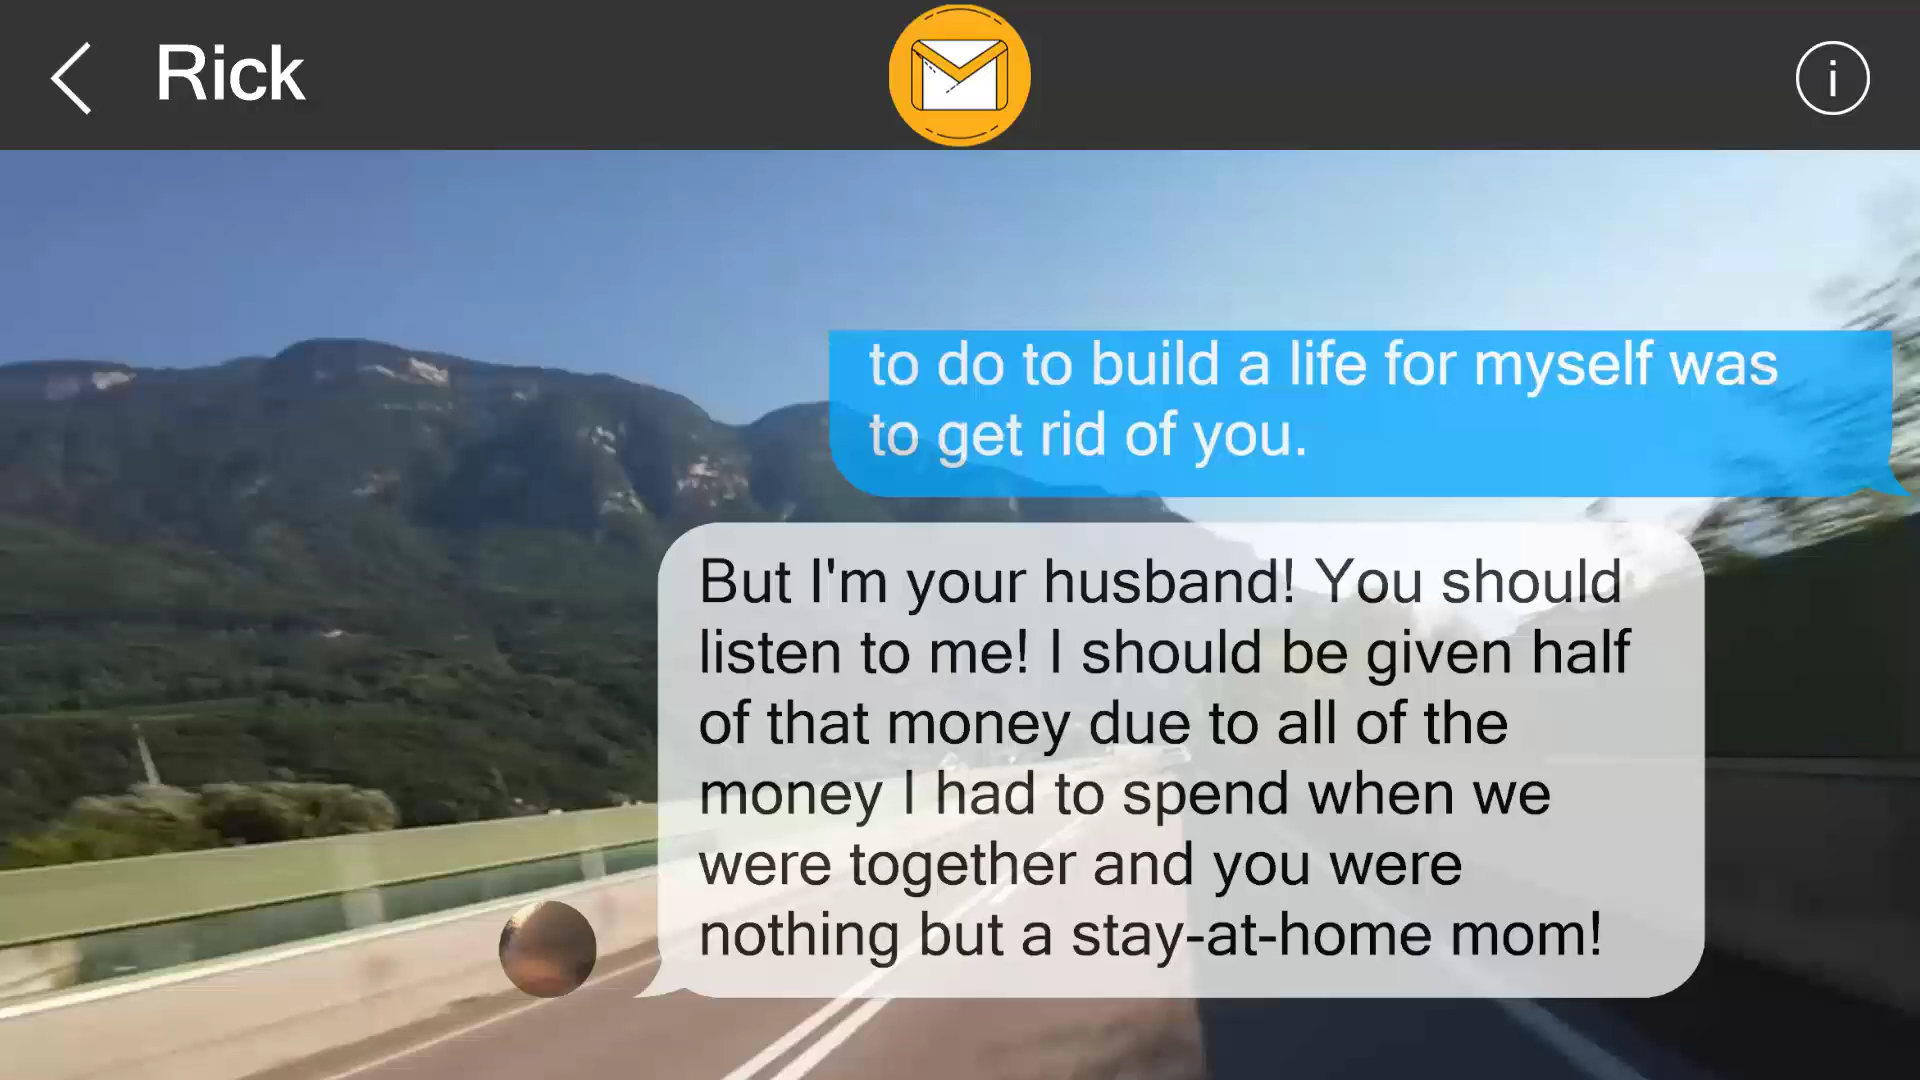 Rick
to do to build a life for myself was
to get rid of you.
But I'm your husband! You should
listen to me! I should be given half
of that money due to all of the
money I had to spend when we
were together and you were
nothing but a stay-at-home mom!